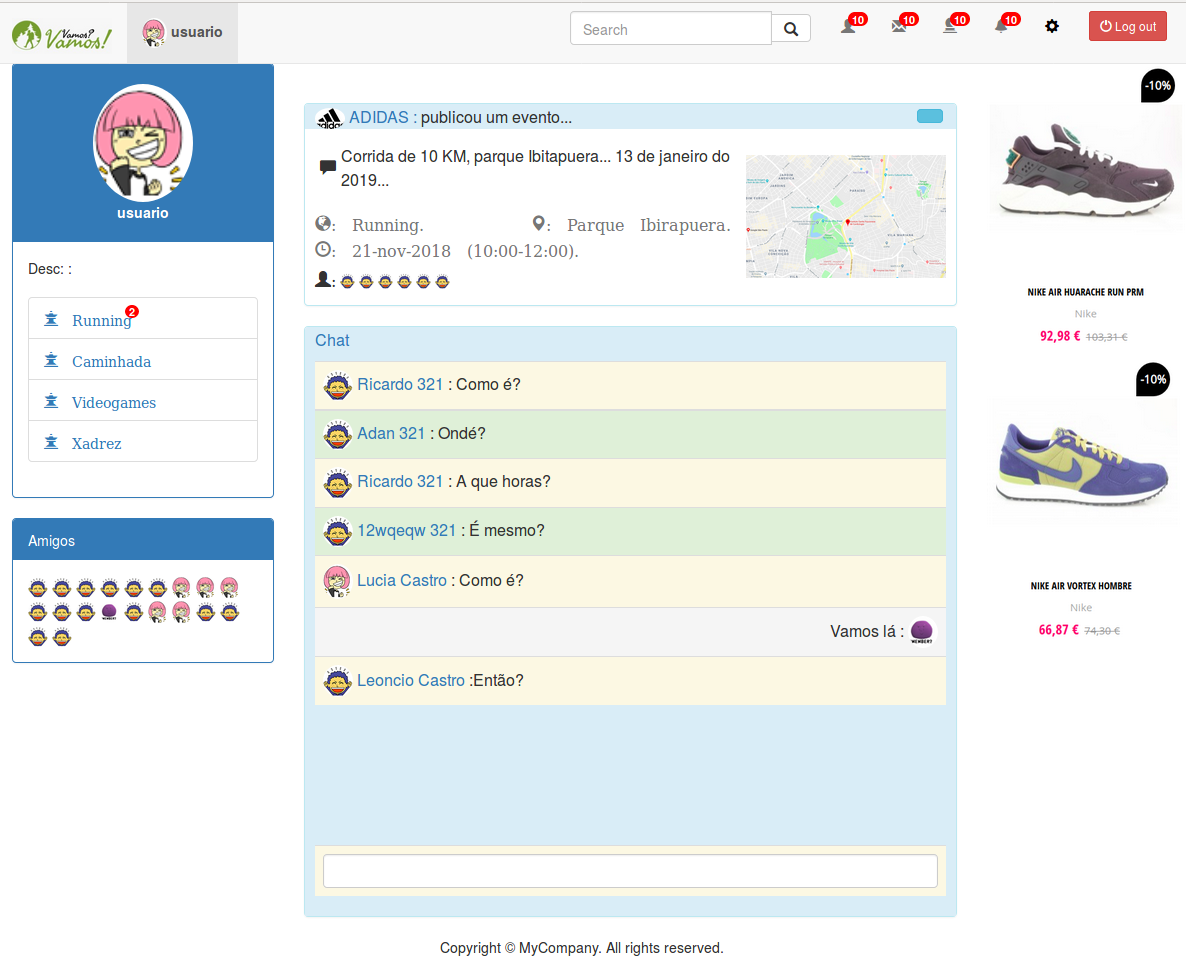 Vamos?
Vamos!
usuario
Search
10
10
10
10
Log out
usuario
Desc: :
Running 2
Caminhada
Videogames
Xadrez
Amigos
WEMBER?
adidas
ADIDAS : publicou um evento...
Corrida de 10 KM, parque Ibitapuera... 13 de janeiro do
2019...
: Running. : Parque Ibirapuera.
: 21-nov-2018 (10:00-12:00).
:
Chat
Ricardo 321 : Como é?
Adan 321 : Ondé?
Ricardo 321 : A que horas?
12wqeqw 321 : É mesmo?
Lucia Castro : Como é?
Vamos lá :
WEMBER?
Leoncio Castro :Então?
-10%
NIKE AIR HUARACHE RUN PRM
Nike
92,98 € 103,31 €
-10%
NIKE AIR VORTEX HOMBRE
Nike
66,87 € 74,30 €
Copyright © MyCompany. All rights reserved.